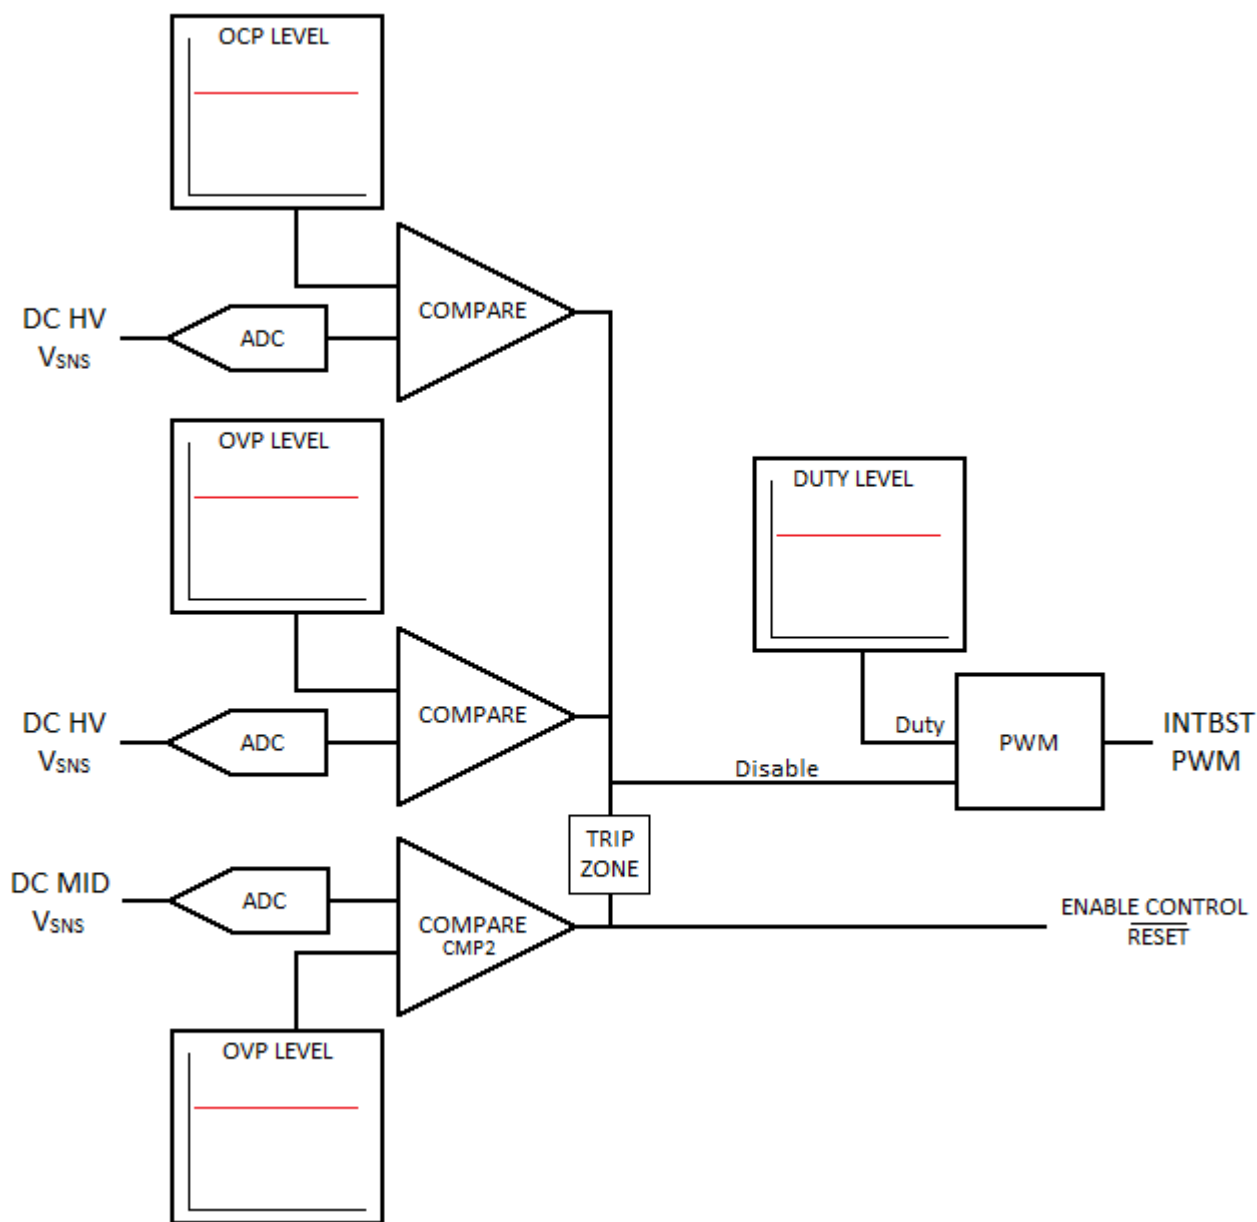 OCP LEVEL
DC HV
VSNS
ADC
COMPARE
OVP LEVEL
DC HV
VSNS
ADC
COMPARE
DUTY LEVEL
Duty
Disable
PWM
INTBST
PWM
TRIP
ZONE
DC MID
VSNS
ADC
COMPARE
CMP2
ENABLE CONTROL
RESET
OVP LEVEL